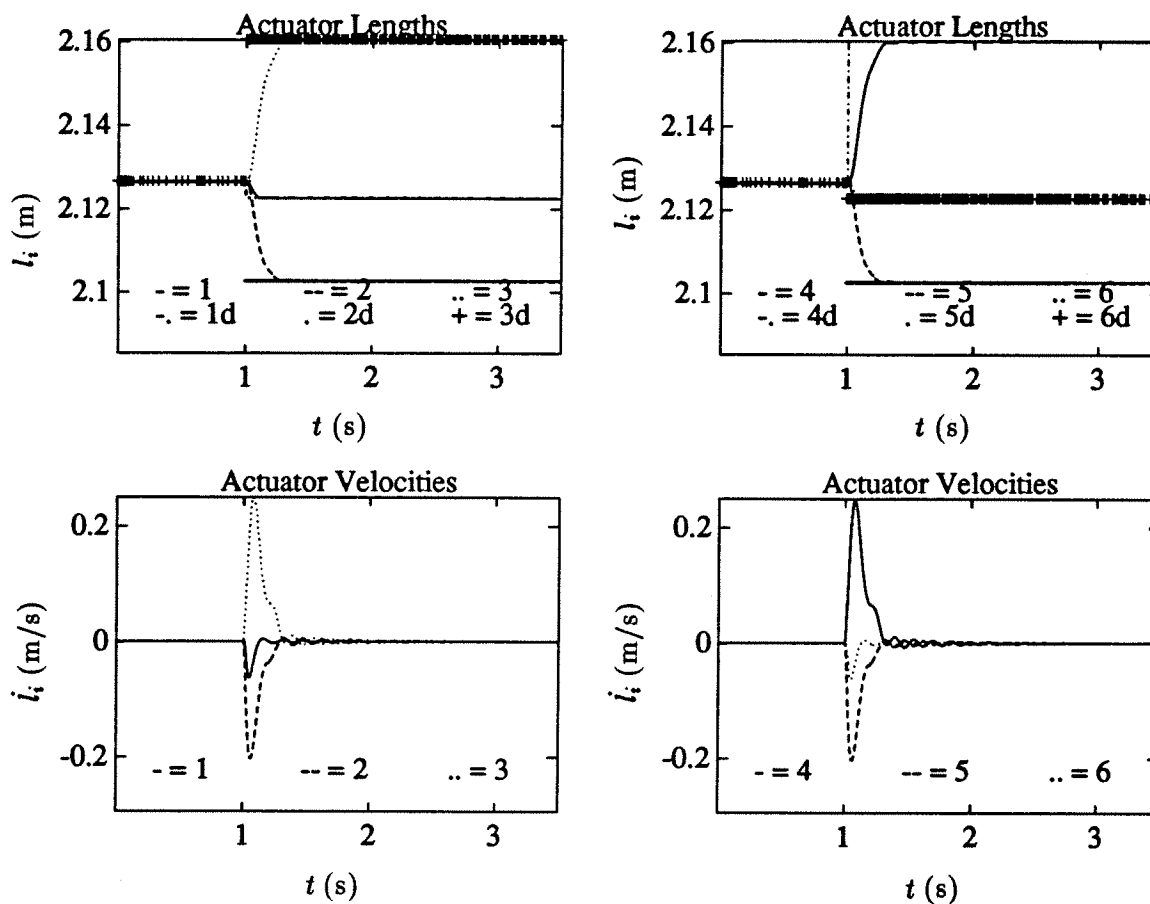 Actuator Lengths
2.16
2.14
2.12
2.1
l_i (m)
- = 1 -- = 2 .. = 3
-. = 1d . = 2d + = 3d
1 2 3
t (s)
Actuator Lengths
2.16
2.14
2.12
2.1
l_i (m)
- = 4 -- = 5 .. = 6
-. = 4d . = 5d + = 6d
1 2 3
t (s)
Actuator Velocities
0.2
0
-0.2
l̇_i (m/s)
- = 1 -- = 2 .. = 3
1 2 3
t (s)
Actuator Velocities
0.2
0
-0.2
l̇_i (m/s)
- = 4 -- = 5 .. = 6
1 2 3
t (s)